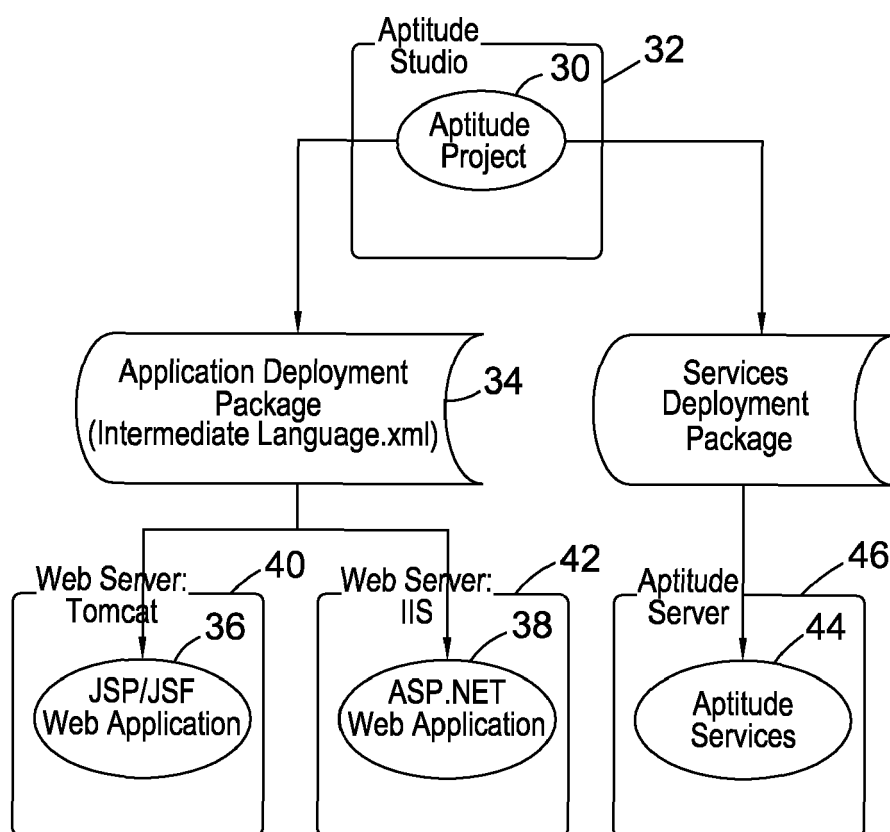 Aptitude
Studio
32
30
Aptitude
Project
Application Deployment
Package
(Intermediate Language.xml)
34
Services
Deployment
Package
Web Server:
Tomcat
40
36
JSP/JSF
Web Application
Web Server:
IIS
42
38
ASP.NET
Web Application
Aptitude
Server
46
44
Aptitude
Services